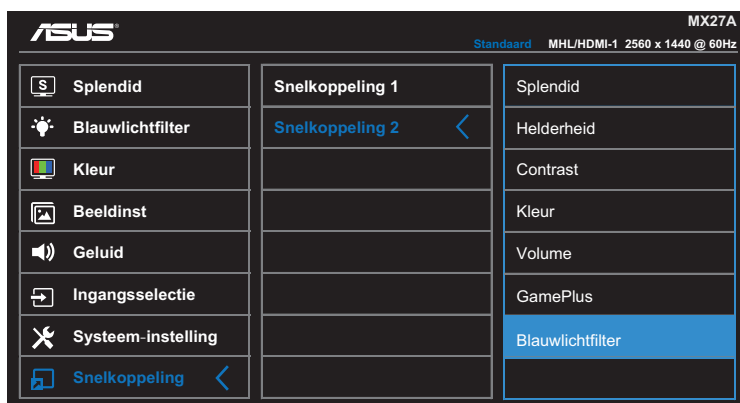 ASUS
MX27A
Standaard MHL/HDMI-1 2560 x 1440 @ 60Hz
S Splendid
Blauwlichtfilter
Kleur
Beeldinst
Geluid
Ingangsselectie
Systeem-instelling
Snelkoppeling
Snelkoppeling 1
Snelkoppeling 2
Splendid
Helderheid
Contrast
Kleur
Volume
GamePlus
Blauwlichtfilter